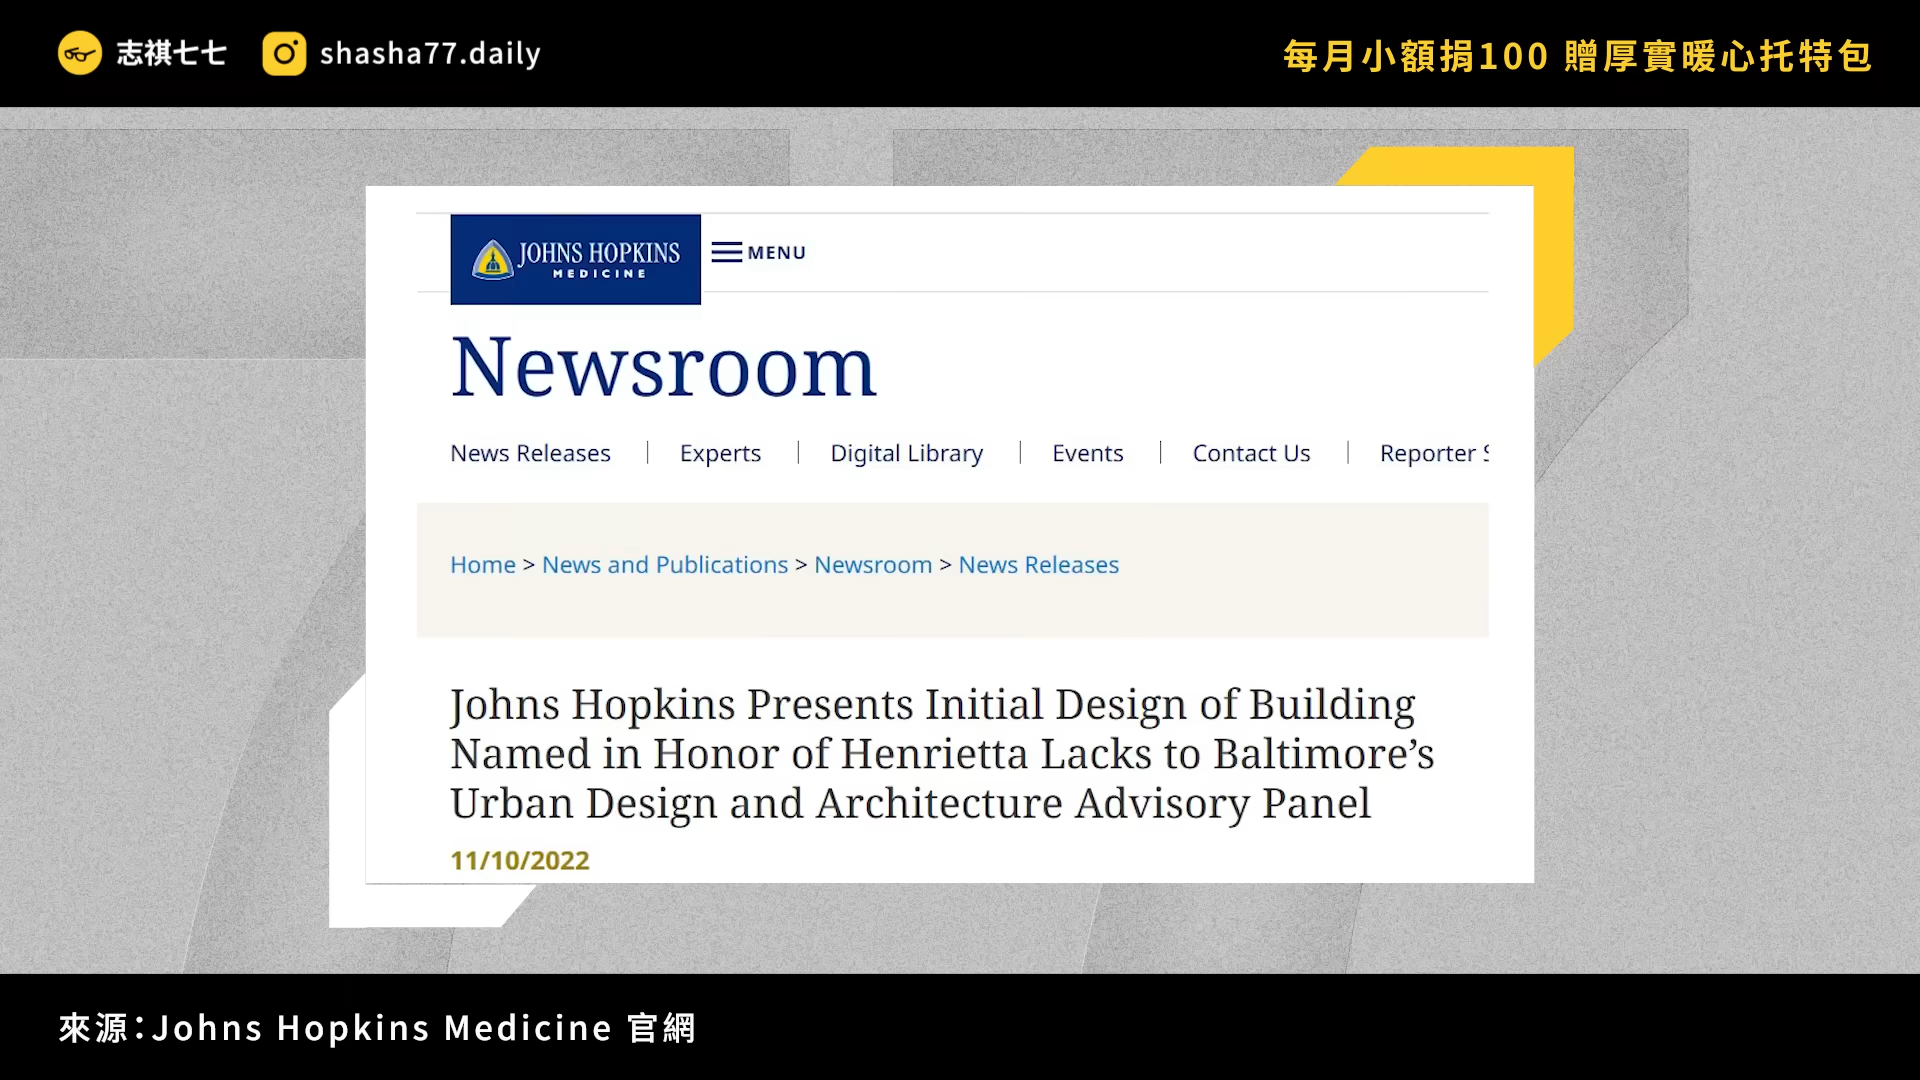 志祺七七 shasha77.daily
每月小額捐100 贈厚實暖心托特包
JOHNS HOPKINS
MEDICINE
MENU
Newsroom
News Releases | Experts | Digital Library | Events | Contact Us | Reporter
Home > News and Publications > Newsroom > News Releases
Johns Hopkins Presents Initial Design of Building
Named in Honor of Henrietta Lacks to Baltimore’s
Urban Design and Architecture Advisory Panel
11/10/2022
來源:Johns Hopkins Medicine 官網